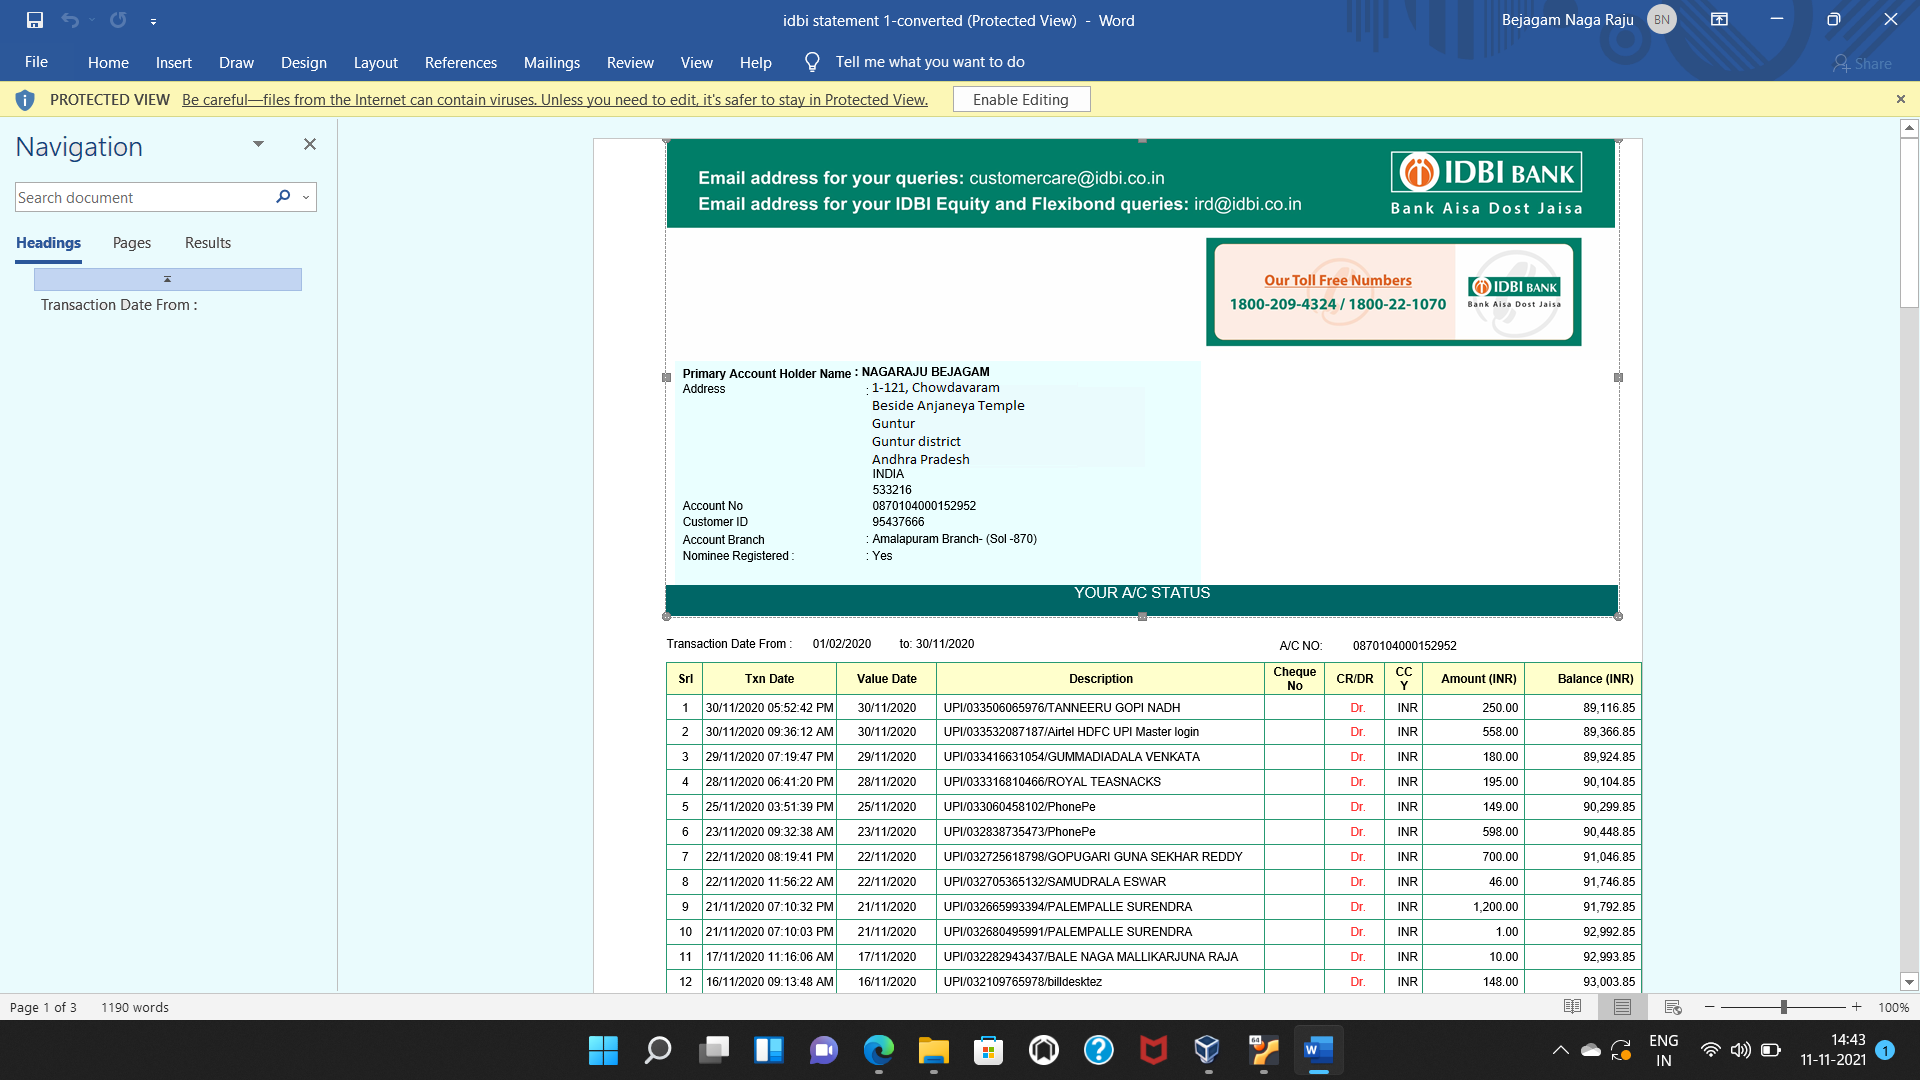 idbi statement 1-converted (Protected View) - Word
Bejagam Naga Raju BN
File Home Insert Draw Design Layout References Mailings Review View Help Tell me what you want to do Share
PROTECTED VIEW Be careful—files from the Internet can contain viruses. Unless you need to edit, it's safer to stay in Protected View. Enable Editing
Navigation
Search document
Headings Pages Results
Transaction Date From :
Email address for your queries: customercare@idbi.co.in
Email address for your IDBI Equity and Flexibond queries: ird@idbi.co.in
IDBI BANK
Bank Aisa Dost Jaisa
Our Toll Free Numbers
1800-209-4324 / 1800-22-1070
IDBI BANK
Bank Aisa Dost Jaisa
Primary Account Holder Name : NAGARAJU BEJAGAM
Address : 1-121, Chowdavaram
Beside Anjaneya Temple
Guntur
Guntur district
Andhra Pradesh
INDIA
533216
Account No 0870104000152952
Customer ID 95437666
Account Branch : Amalapuram Branch- (Sol -870)
Nominee Registered : : Yes
YOUR A/C STATUS
Transaction Date From : 01/02/2020 to: 30/11/2020 A/C NO: 0870104000152952
Srl Txn Date Value Date Description Cheque No CR/DR CCY Amount (INR) Balance (INR)
1 30/11/2020 05:52:42 PM 30/11/2020 UPI/033506065976/TANNEERU GOPI NADH Dr. INR 250.00 89,116.85
2 30/11/2020 09:36:12 AM 30/11/2020 UPI/033532087187/Airtel HDFC UPI Master login Dr. INR 558.00 89,366.85
3 29/11/2020 07:19:47 PM 29/11/2020 UPI/033416631054/GUMMADIADALA VENKATA Dr. INR 180.00 89,924.85
4 28/11/2020 06:41:20 PM 28/11/2020 UPI/033316810466/ROYAL TEASNACKS Dr. INR 195.00 90,104.85
5 25/11/2020 03:51:39 PM 25/11/2020 UPI/033060458102/PhonePe Dr. INR 149.00 90,299.85
6 23/11/2020 09:32:38 AM 23/11/2020 UPI/032838735473/PhonePe Dr. INR 598.00 90,448.85
7 22/11/2020 08:19:41 PM 22/11/2020 UPI/032725618798/GOPUGARI GUNA SEKHAR REDDY Dr. INR 700.00 91,046.85
8 22/11/2020 11:56:22 AM 22/11/2020 UPI/032705365132/SAMUDRALA ESWAR Dr. INR 46.00 91,746.85
9 21/11/2020 07:10:32 PM 21/11/2020 UPI/032665993394/PALEMPALLE SURENDRA Dr. INR 1,200.00 91,792.85
10 21/11/2020 07:10:03 PM 21/11/2020 UPI/032680495991/PALEMPALLE SURENDRA Dr. INR 1.00 92,992.85
11 17/11/2020 11:16:06 AM 17/11/2020 UPI/032282943437/BALE NAGA MALLIKARJUNA RAJA Dr. INR 10.00 92,993.85
12 16/11/2020 09:13:48 AM 16/11/2020 UPI/032109765978/billdesktez Dr. INR 148.00 93,003.85
Page 1 of 3 1190 words 100%
ENG 14:43
IN 11-11-2021 1